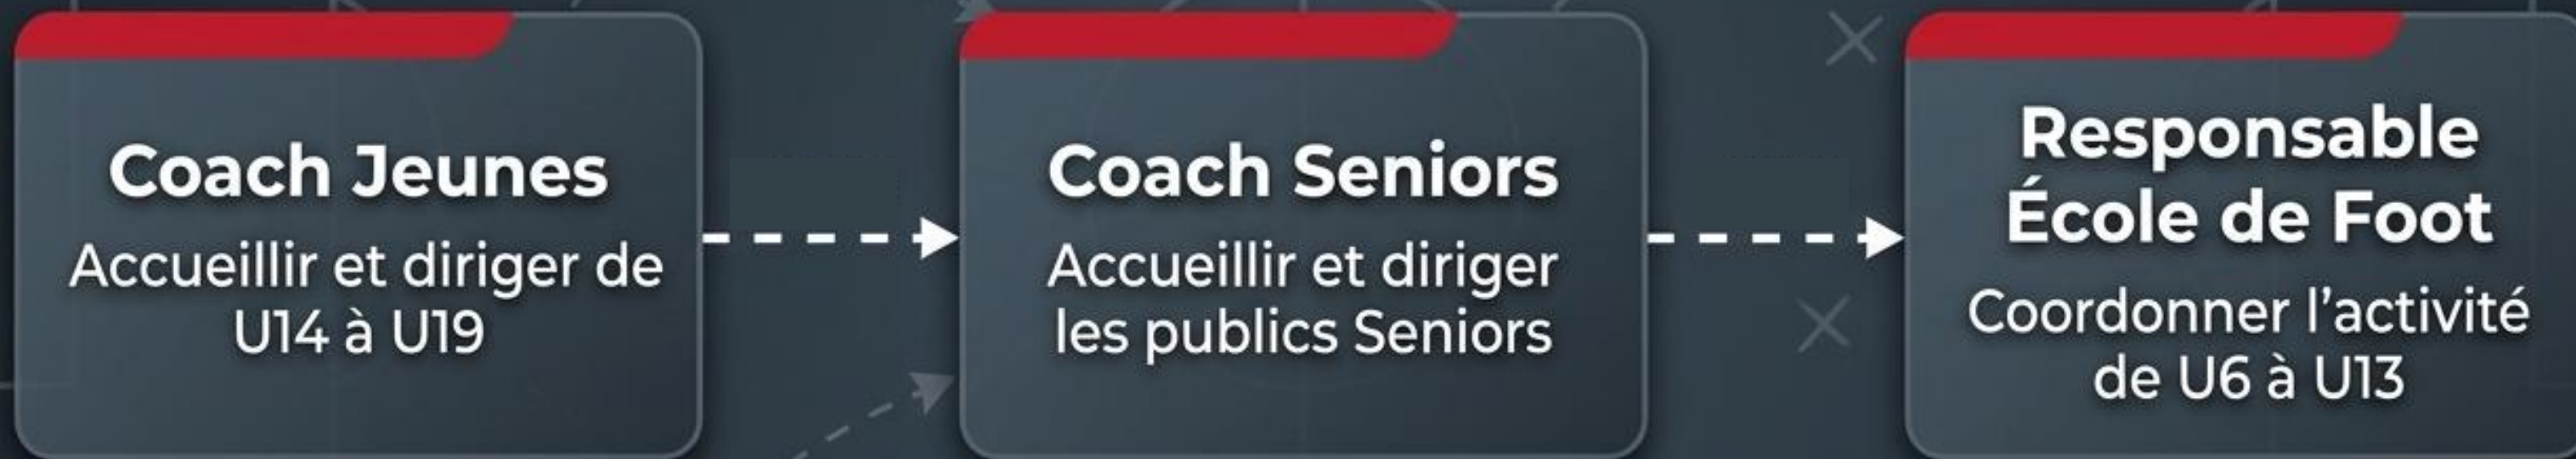 Coach Jeunes
Accueillir et diriger de
U14 à U19
Coach Seniors
Accueillir et diriger
les publics Seniors
Responsable
École de Foot
Coordonner l’activité
de U6 à U13